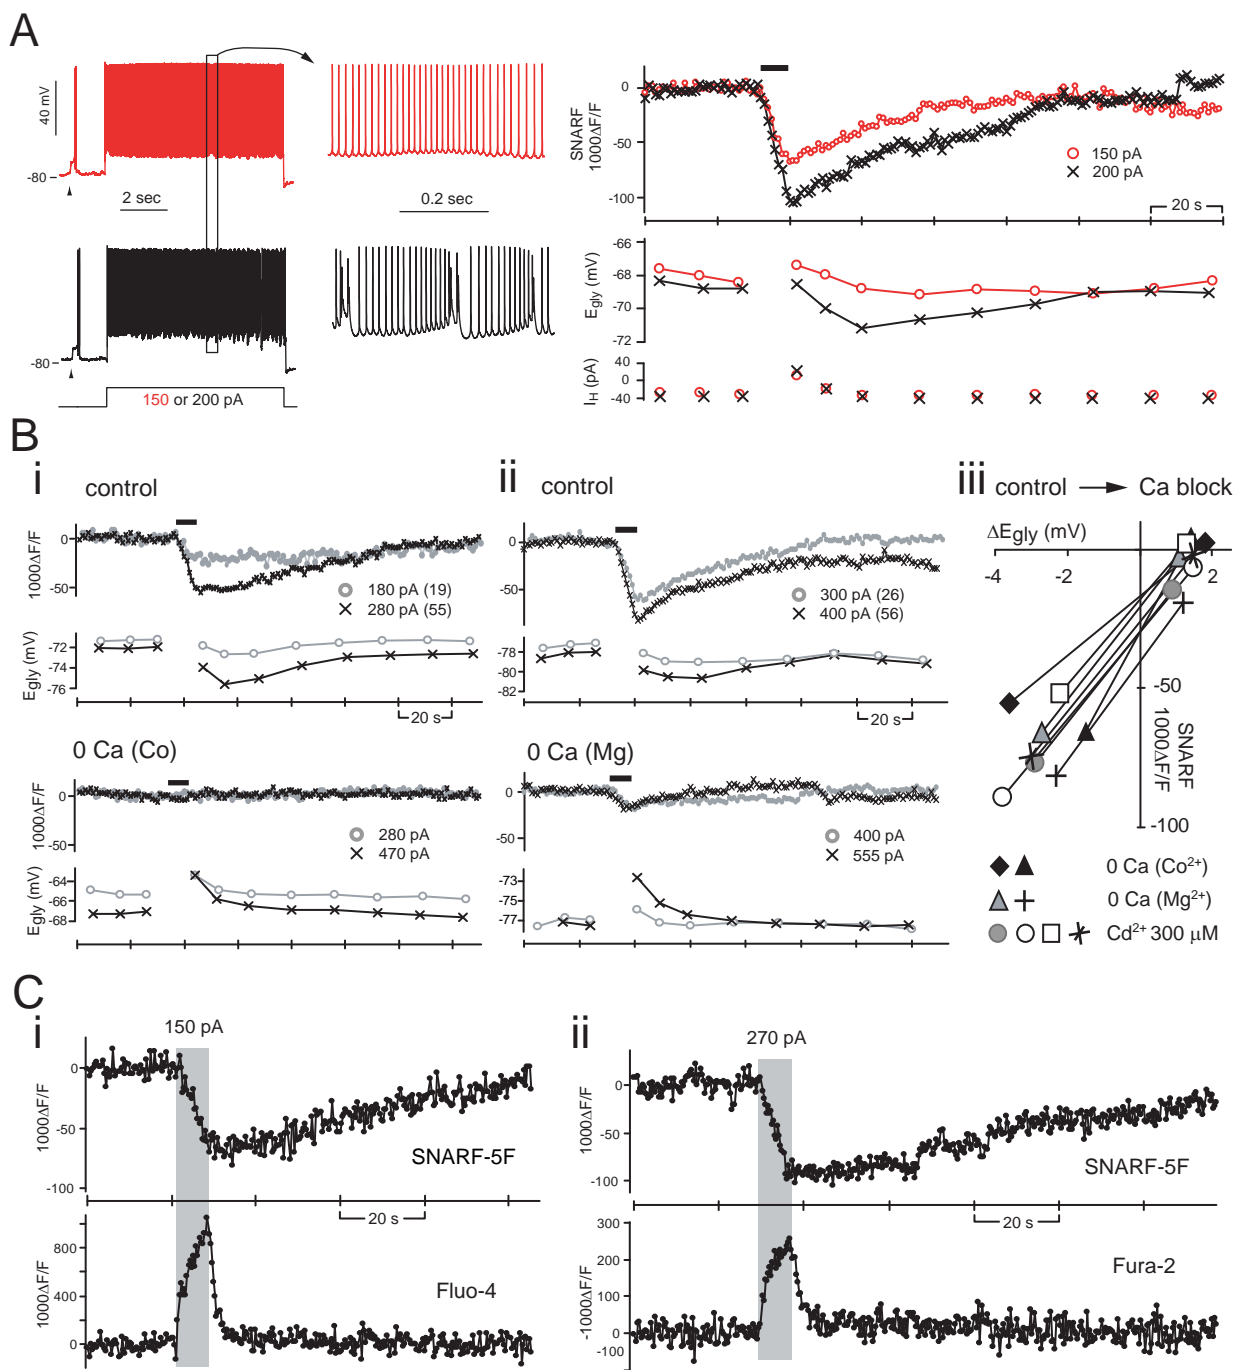 A
40 mV
-80
2 sec
0.2 sec
-80
150 or 200 pA
SNARF
1000ΔF/F
0
-50
-100
150 pA
200 pA
20 s
Egly (mV)
-66
-68
-70
-72
IH (pA)
40
0
-40
B
i
control
1000ΔF/F
0
-50
180 pA (19)
280 pA (55)
Egly (mV)
-72
-74
-76
20 s
0 Ca (Co)
1000ΔF/F
0
-50
280 pA
470 pA
Egly (mV)
-64
-66
-68
ii
control
0
-50
300 pA (26)
400 pA (56)
-78
-80
-82
20 s
0 Ca (Mg)
0
-50
400 pA
555 pA
-73
-75
-77
iii
control → Ca block
ΔEgly (mV)
-4
-2
2
-50
SNARF
1000ΔF/F
-100
0 Ca (Co2+)
0 Ca (Mg2+)
Cd2+ 300 μM
C
i
150 pA
1000ΔF/F
0
-50
-100
SNARF-5F
20 s
1000ΔF/F
800
400
0
Fluo-4
ii
270 pA
1000ΔF/F
0
-50
-100
SNARF-5F
20 s
-1000ΔF/F
300
200
100
0
-100
Fura-2